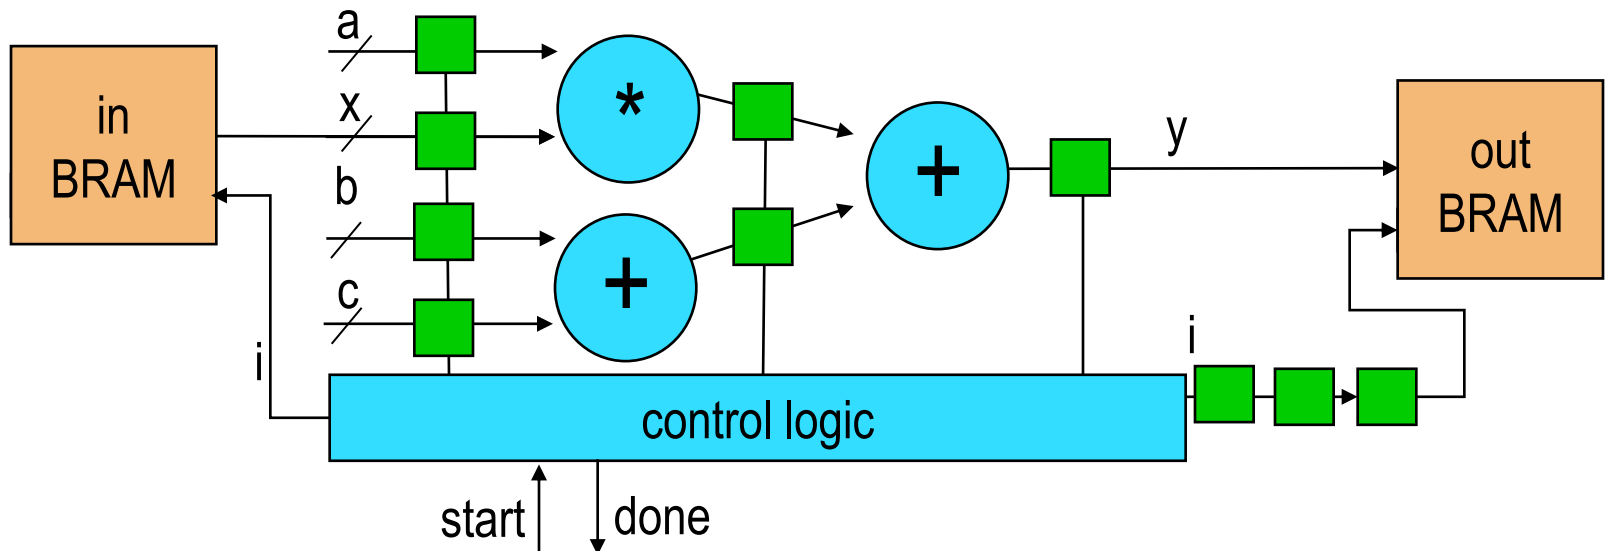 a
in
BRAM
x
*
b
+
c
+
y
out
BRAM
i
i
control logic
start
done